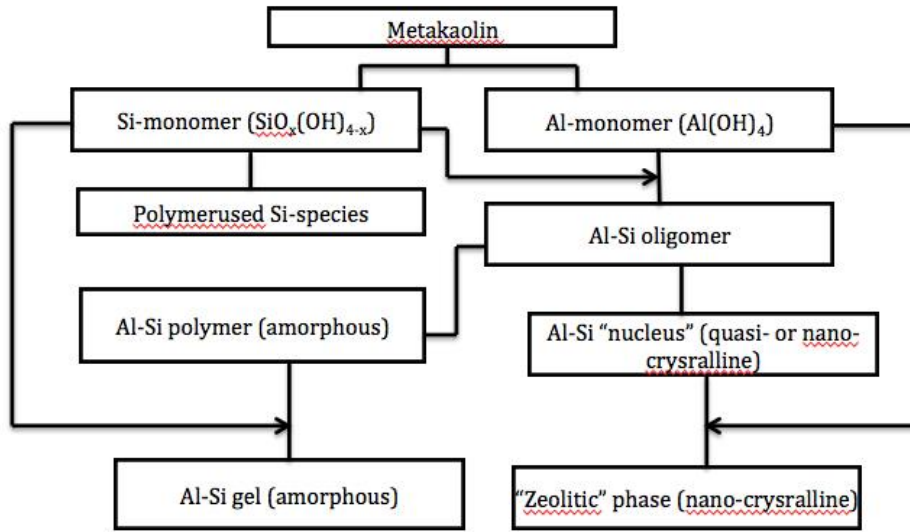 Metakaolin
Si-monomer (SiOₓ(OH)₄₋ₓ)
Al-monomer (Al(OH)₄)
Polymerused Si-species
Al-Si oligomer
Al-Si polymer (amorphous)
Al-Si “nucleus” (quasi- or nano-
crysralline)
Al-Si gel (amorphous)
“Zeolitic” phase (nano-crysralline)